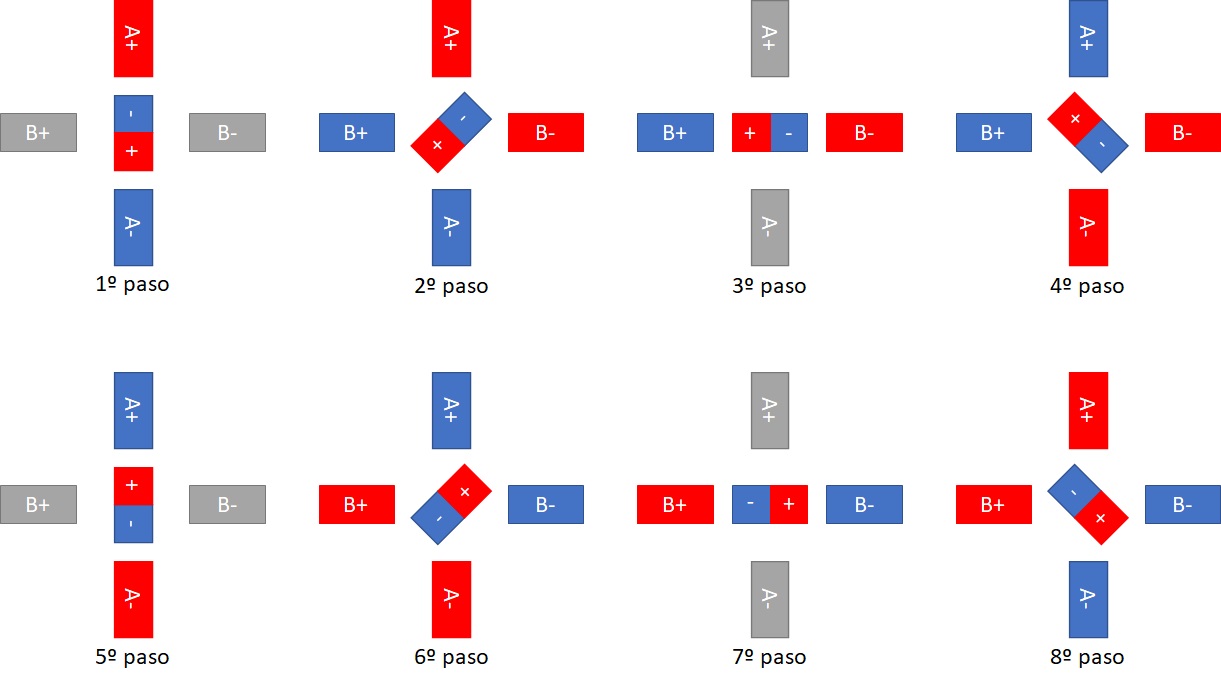 A+ A+ A+ A+
B+ - + B- B+ - + B- B+ + - B- B+ + - B-
A- A- A- A-
1º paso 2º paso 3º paso 4º paso
A+ A+ A+ A+
B+ + - B- B+ + - B- B+ - + B- B+ - + B-
A- A- A- A-
5º paso 6º paso 7º paso 8º paso